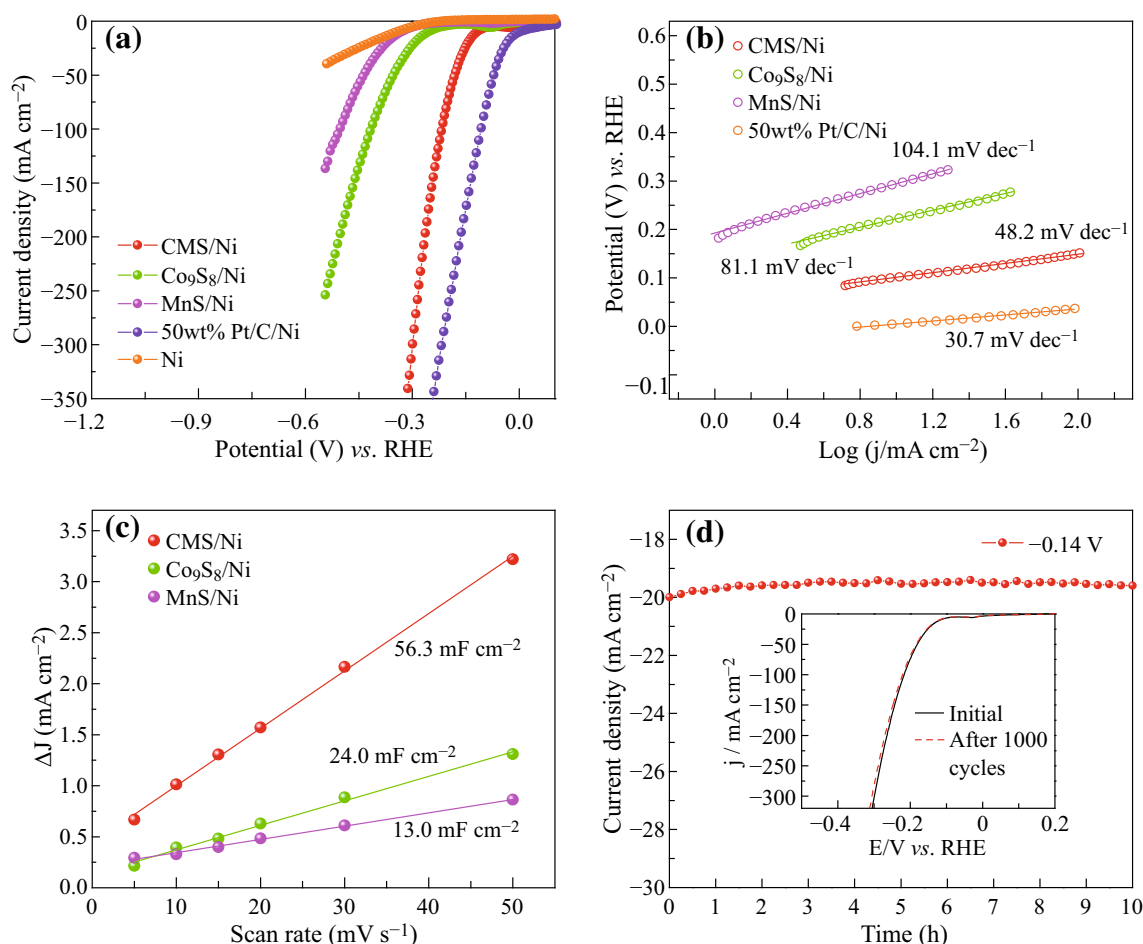 (a)
0
−50
−100
−150
−200
−250
−300
−350
Current density (mA cm⁻²)
CMS/Ni
Co₉S₈/Ni
MnS/Ni
50wt% Pt/C/Ni
Ni
−1.2 −0.9 −0.6 −0.3 0.0
Potential (V) vs. RHE
(b)
0.6
0.5
0.4
0.3
0.2
0.1
0.0
−0.1
Potential (V) vs. RHE
CMS/Ni
Co₉S₈/Ni
MnS/Ni
50wt% Pt/C/Ni
104.1 mV dec⁻¹
48.2 mV dec⁻¹
81.1 mV dec⁻¹
30.7 mV dec⁻¹
0.0 0.4 0.8 1.2 1.6 2.0
Log (j/mA cm⁻²)
(c)
3.5
3.0
2.5
2.0
1.5
1.0
0.5
0.0
ΔJ (mA cm⁻²)
CMS/Ni
Co₉S₈/Ni
MnS/Ni
56.3 mF cm⁻²
24.0 mF cm⁻²
13.0 mF cm⁻²
0 10 20 30 40 50
Scan rate (mV s⁻¹)
(d)
−18
−20
−22
−24
−26
−28
−30
Current density (mA cm⁻²)
−0.14 V
0
−50
−100
−150
−200
−250
−300
j / mA cm⁻²
Initial
After 1000
cycles
−0.4 −0.2 0 0.2
E/V vs. RHE
0 1 2 3 4 5 6 7 8 9 10
Time (h)